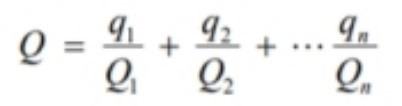 Q = q₁/Q₁ + q₂/Q₂ + ··· qₙ/Qₙ